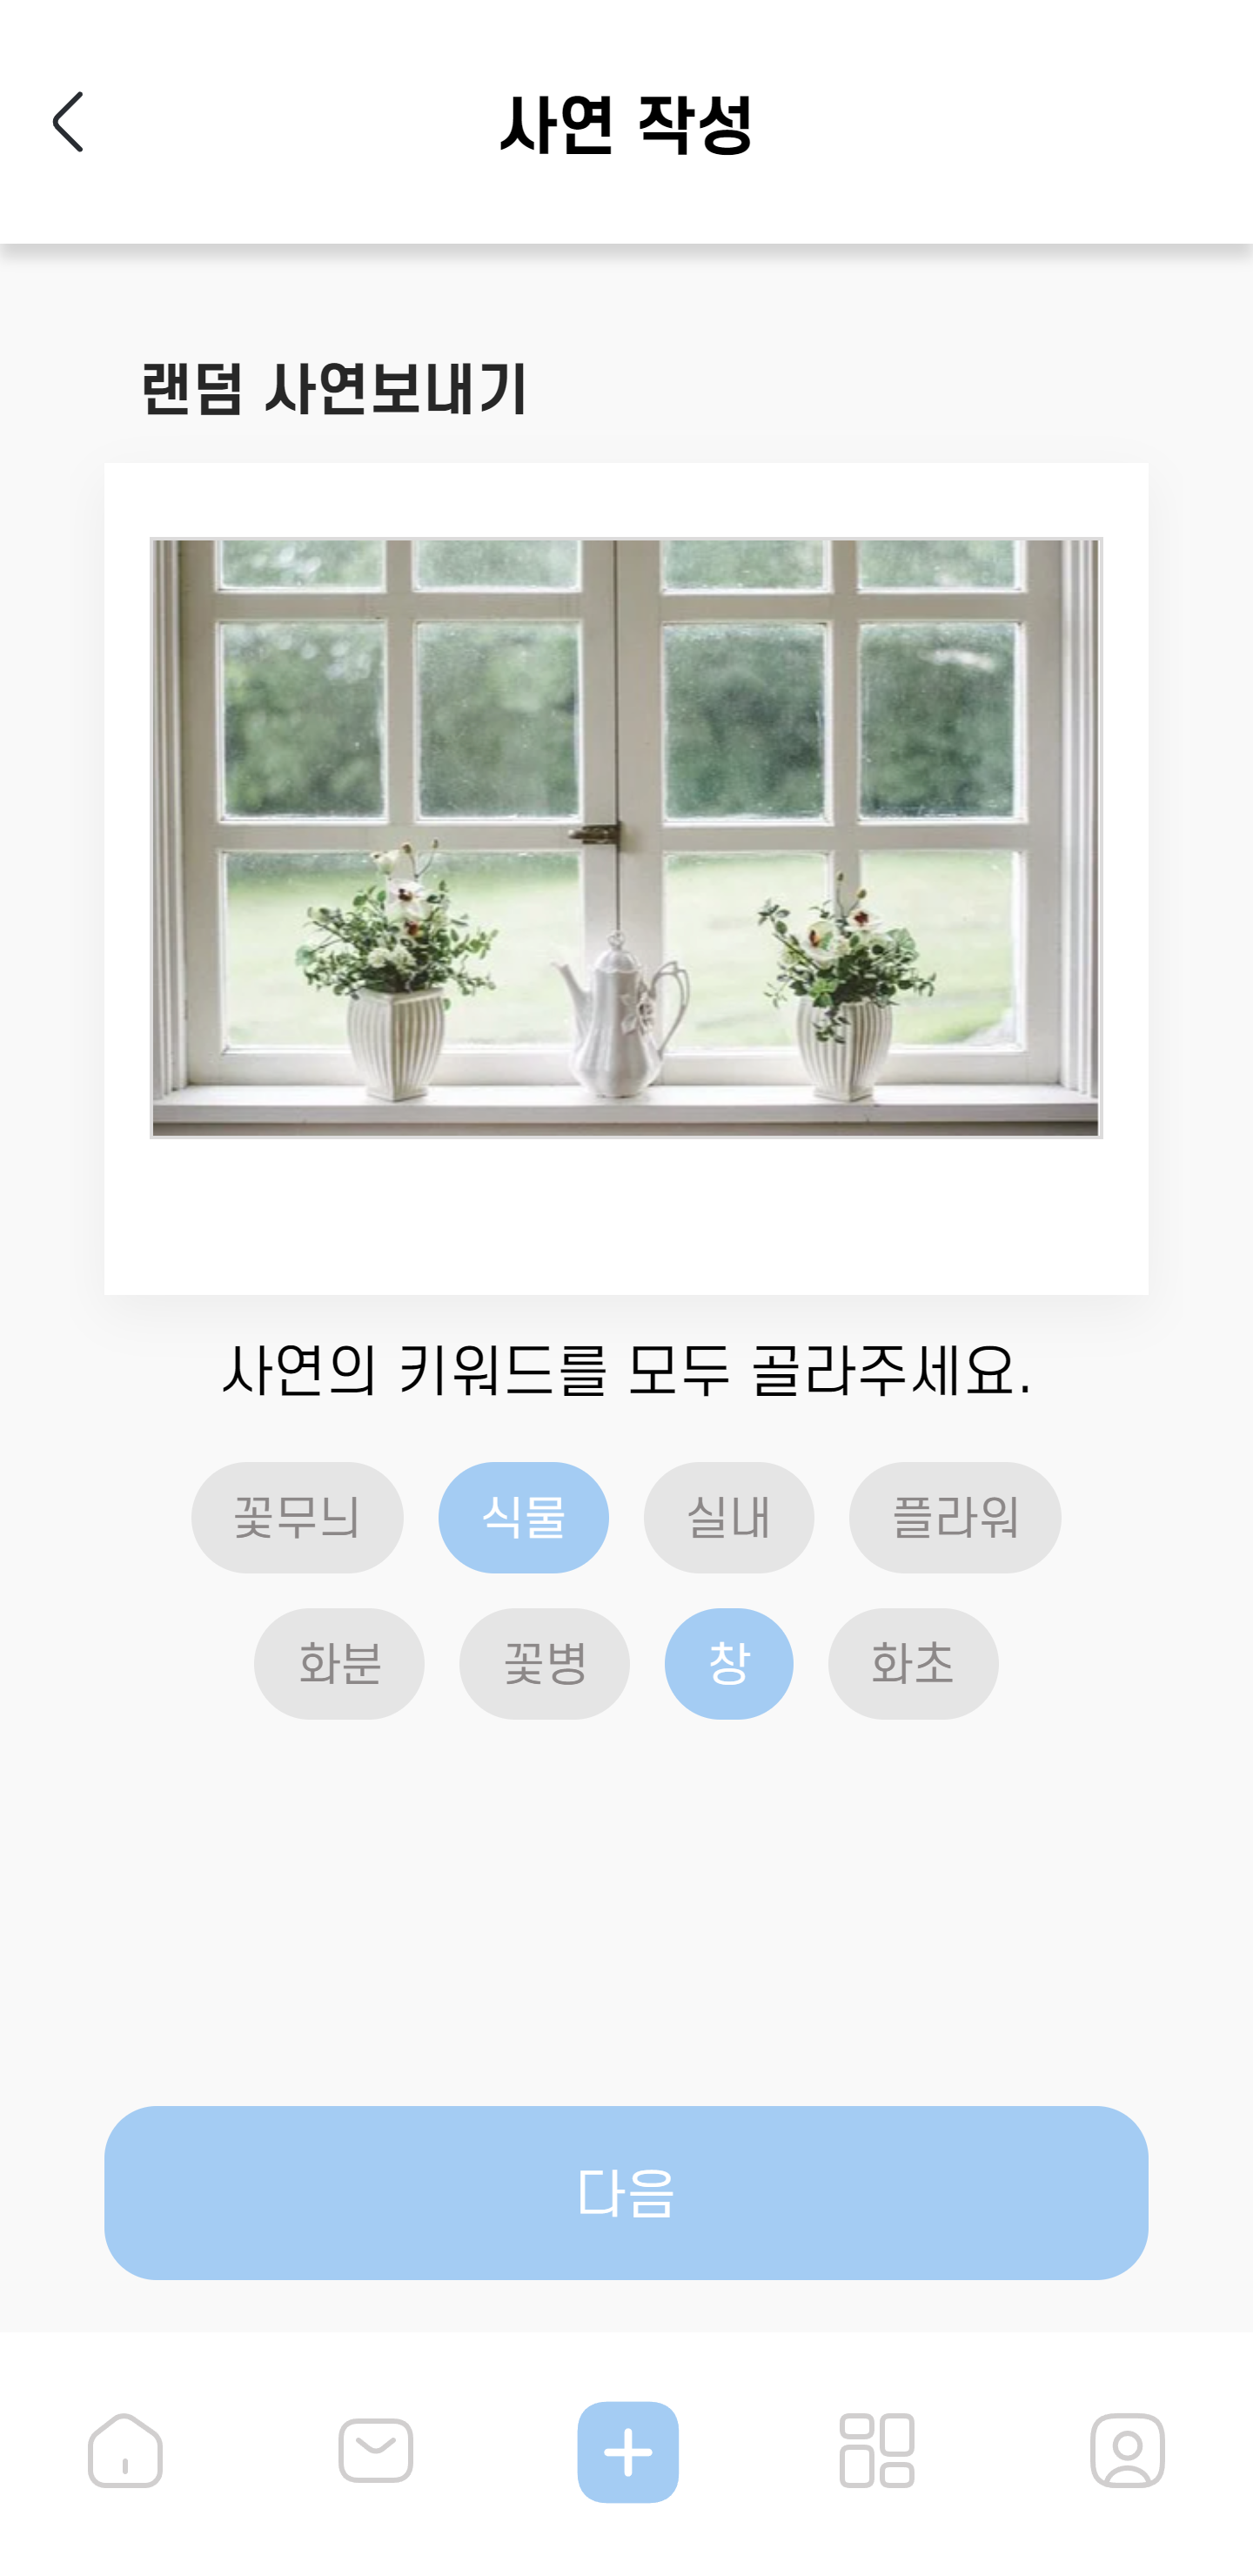 사연 작성
랜덤 사연보내기
사연의 키워드를 모두 골라주세요.
꽃무늬 식물 실내 플라워
화분 꽃병 창 화초
다음